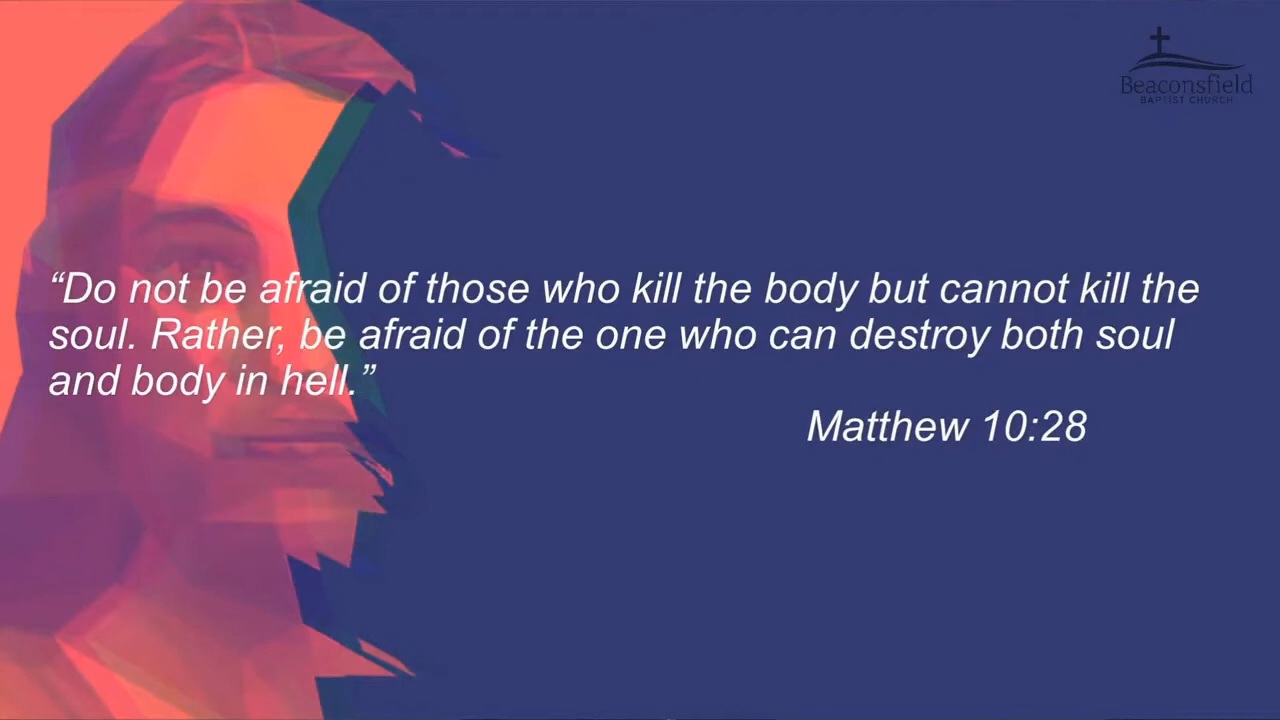 Beaconsfield
BAPTIST CHURCH
“Do not be afraid of those who kill the body but cannot kill the
soul. Rather, be afraid of the one who can destroy both soul
and body in hell.”
Matthew 10:28